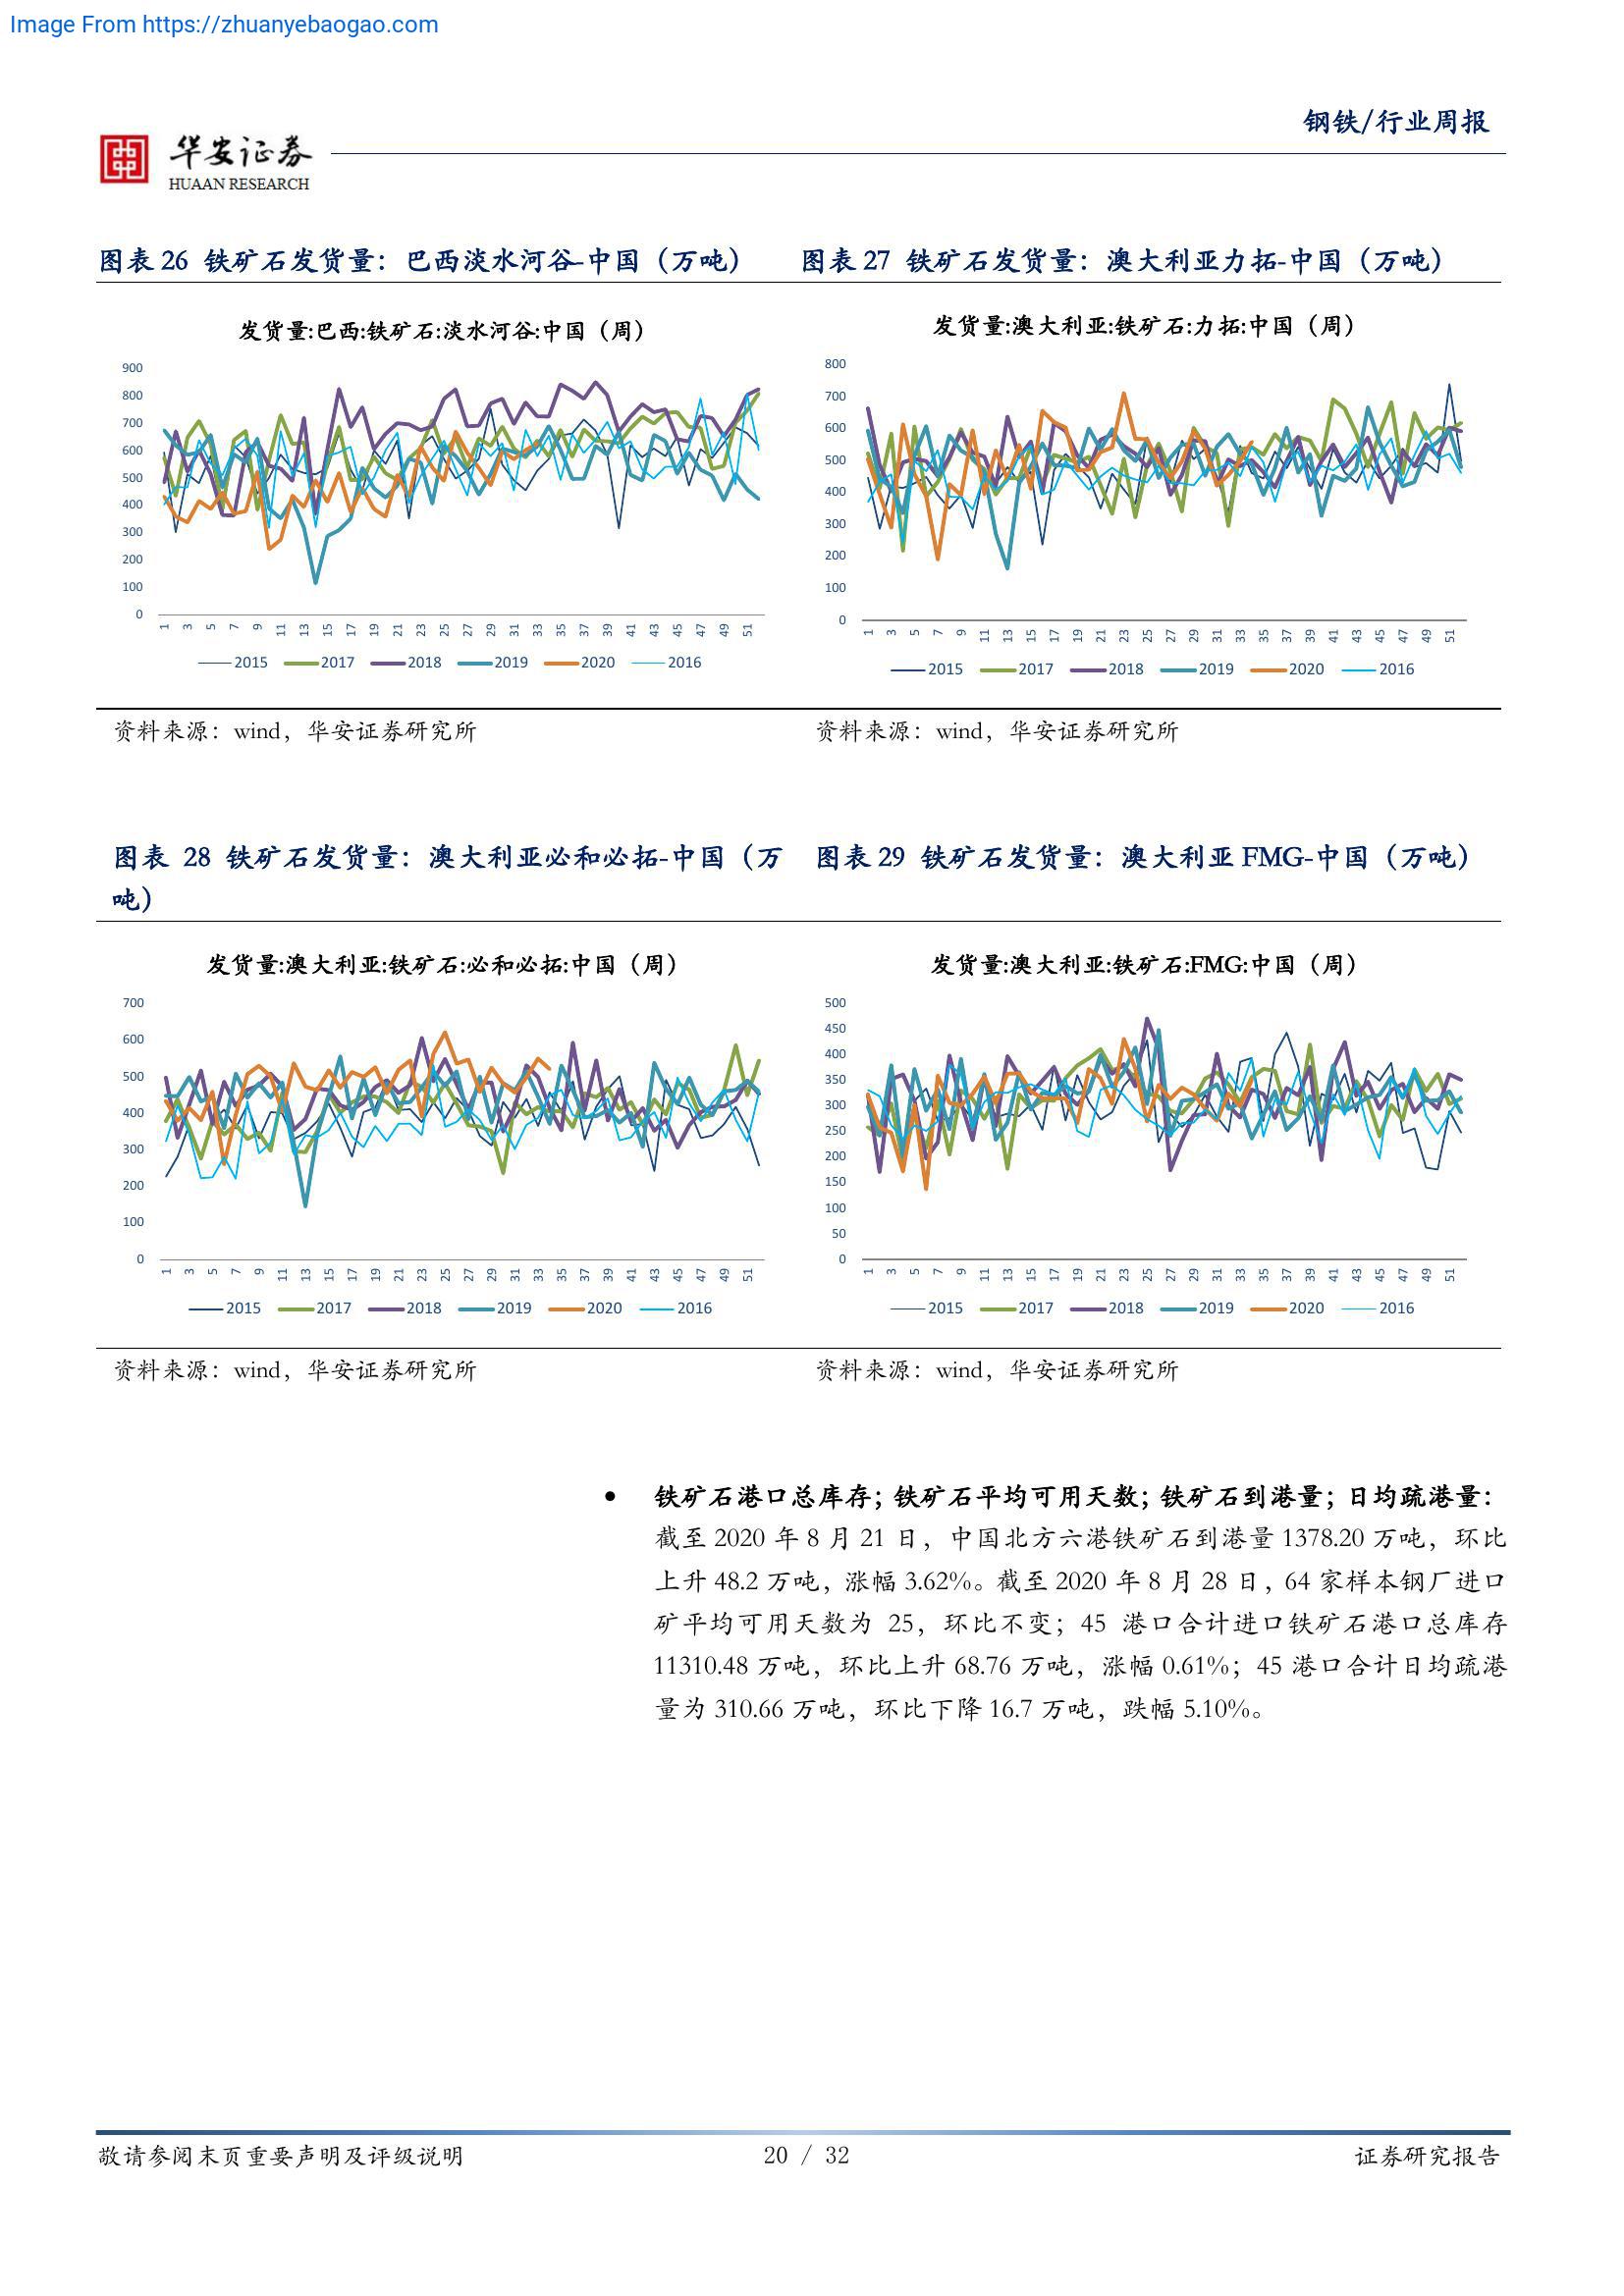 Image From https://zhuanyebaogao.com
钢铁/行业周报
华安证券
HUAAN RESEARCH
图表 26 铁矿石发货量：巴西淡水河谷-中国（万吨）
图表 27 铁矿石发货量：澳大利亚力拓-中国（万吨）
发货量:巴西:铁矿石:淡水河谷:中国（周）
900
800
700
600
500
400
300
200
100
0
1 3 5 7 9 11 13 15 17 19 21 23 25 27 29 31 33 35 37 39 41 43 45 47 49 51
2015 2017 2018 2019 2020 2016
发货量:澳大利亚:铁矿石:力拓:中国（周）
800
700
600
500
400
300
200
100
0
1 3 5 7 9 11 13 15 17 19 21 23 25 27 29 31 33 35 37 39 41 43 45 47 49 51
2015 2017 2018 2019 2020 2016
资料来源：wind，华安证券研究所
资料来源：wind，华安证券研究所
图表 28 铁矿石发货量：澳大利亚必和必拓-中国（万
吨）
图表 29 铁矿石发货量：澳大利亚 FMG-中国（万吨）
发货量:澳大利亚:铁矿石:必和必拓:中国（周）
700
600
500
400
300
200
100
0
1 3 5 7 9 11 13 15 17 19 21 23 25 27 29 31 33 35 37 39 41 43 45 47 49 51
2015 2017 2018 2019 2020 2016
发货量:澳大利亚:铁矿石:FMG:中国（周）
500
450
400
350
300
250
200
150
100
50
0
1 3 5 7 9 11 13 15 17 19 21 23 25 27 29 31 33 35 37 39 41 43 45 47 49 51
2015 2017 2018 2019 2020 2016
资料来源：wind，华安证券研究所
资料来源：wind，华安证券研究所
● 铁矿石港口总库存；铁矿石平均可用天数；铁矿石到港量；日均疏港量：
截至 2020 年 8 月 21 日，中国北方六港铁矿石到港量 1378.20 万吨，环比
上升 48.2 万吨，涨幅 3.62%。截至 2020 年 8 月 28 日，64 家样本钢厂进口
矿平均可用天数为 25，环比不变；45 港口合计进口铁矿石港口总库存
11310.48 万吨，环比上升 68.76 万吨，涨幅 0.61%；45 港口合计日均疏港
量为 310.66 万吨，环比下降 16.7 万吨，跌幅 5.10%。
敬请参阅末页重要声明及评级说明
20 / 32
证券研究报告